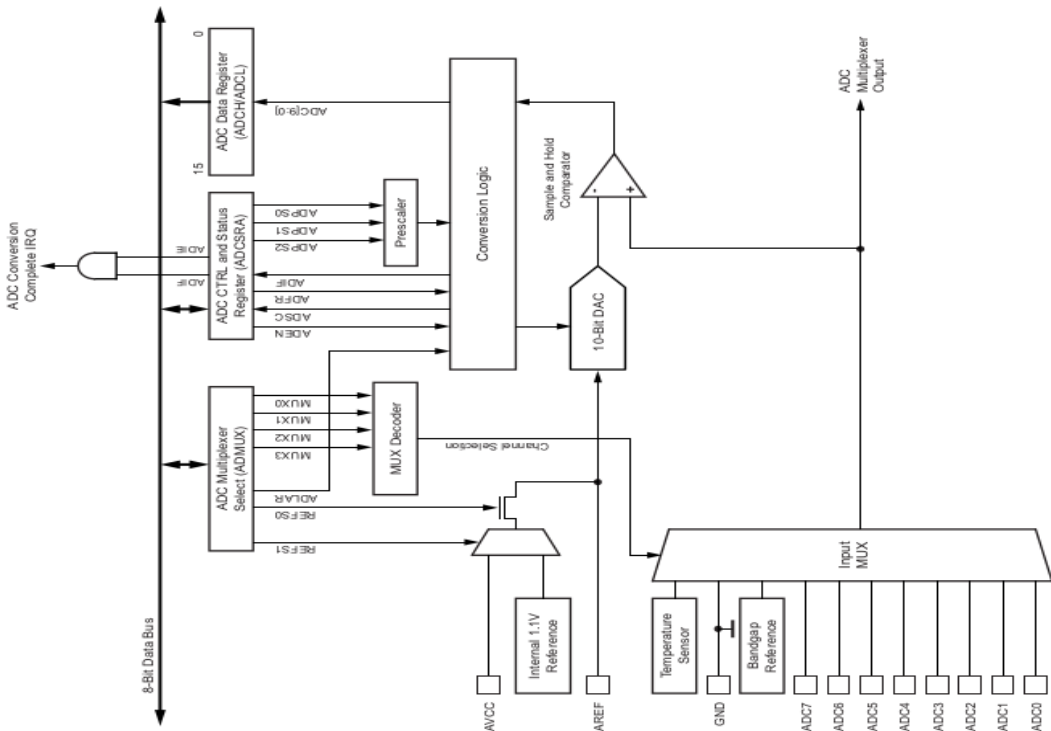 ADC Conversion
Complete IRQ
8-Bit Data Bus
ADIF
ADIE
15
0
ADC Multiplexer
Select (ADMUX)
ADC CTRL and Status
Register (ADCSRA)
ADC Data Register
(ADCH/ADCL)
REFS1
REFS0
ADLAR
MUX3
MUX2
MUX1
MUX0
ADEN
ADSC
ADFR
ADIF
ADPS2
ADPS1
ADPS0
ADC[9:0]
MUX Decoder
Prescaler
Channel Selection
Conversion Logic
AVCC
Internal 1.1V
Reference
AREF
10-Bit DAC
Sample and Hold
Comparator
-
+
Temperature
Sensor
GND
Bandgap
Reference
ADC7
ADC6
ADC5
ADC4
ADC3
ADC2
ADC1
ADC0
Input
MUX
ADC
Multiplexer
Output